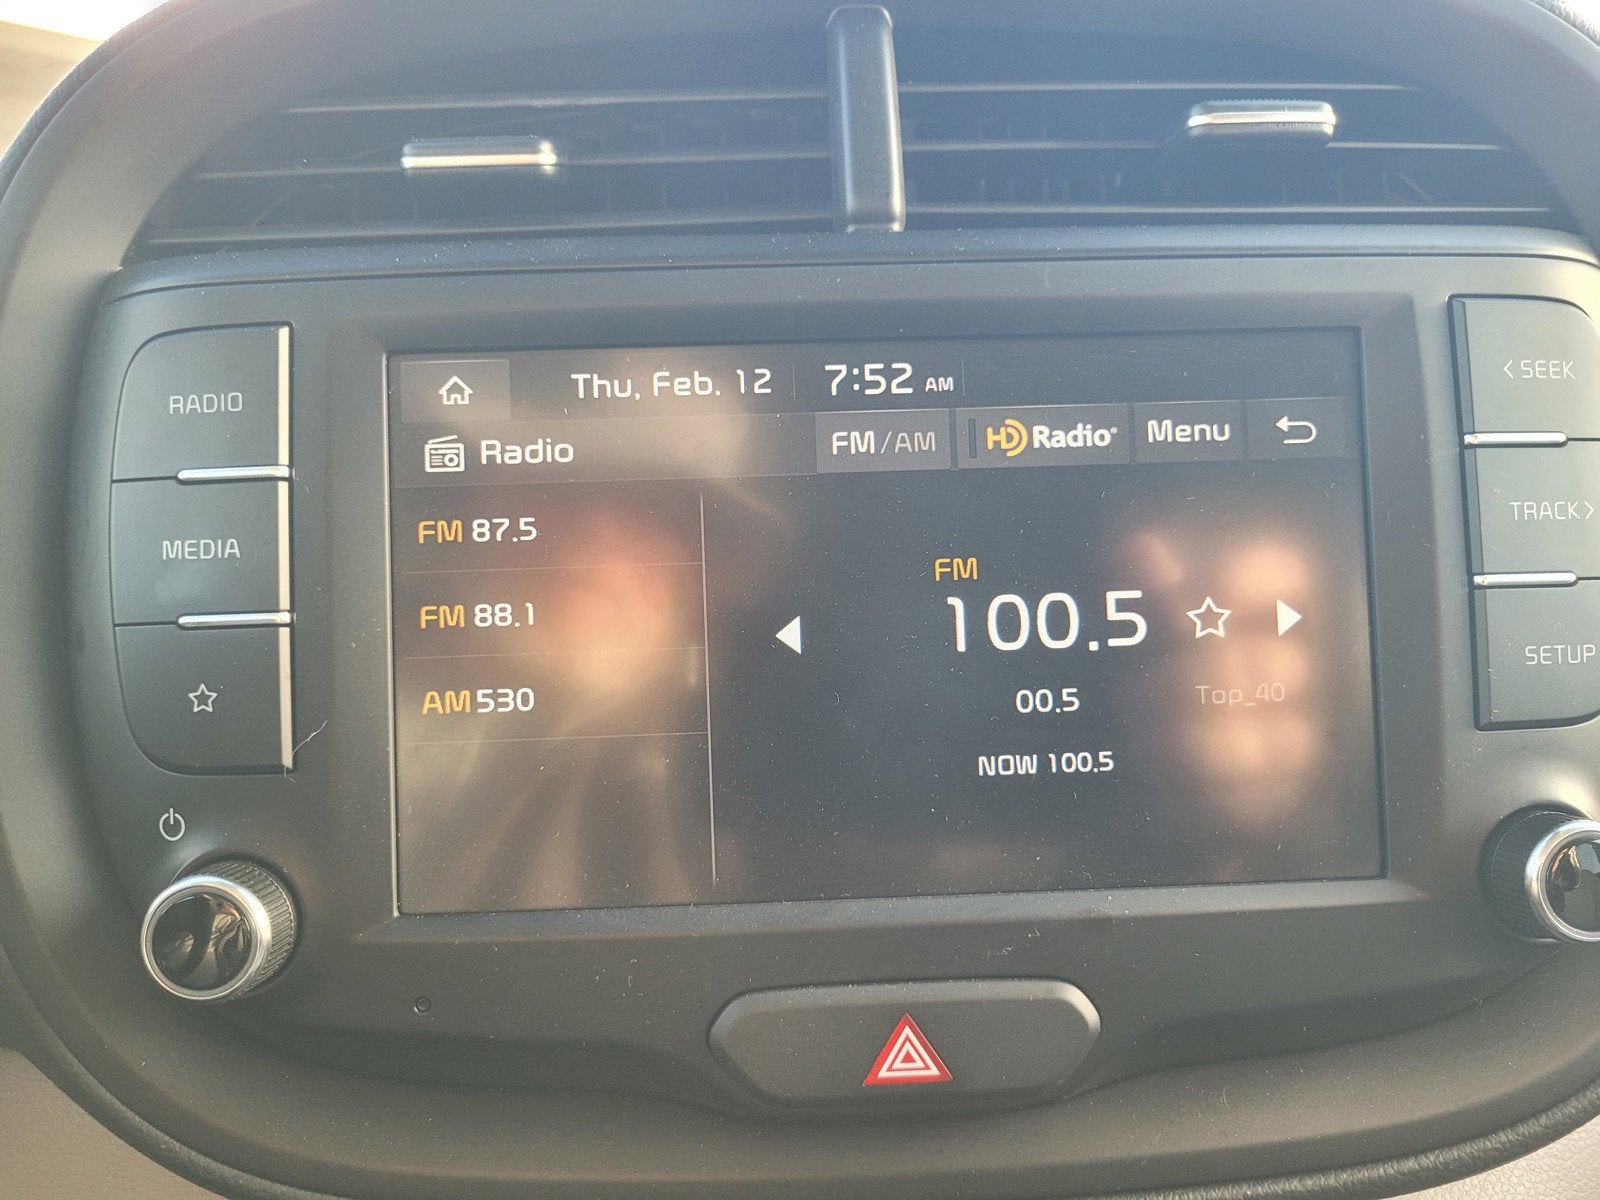 Thu, Feb. 12 7:52 AM
Radio FM/AM HD Radio® Menu
FM 87.5
FM 88.1
AM 530
FM
100.5
00.5 Top_40
NOW 100.5
RADIO
MEDIA
< SEEK
TRACK >
SETUP